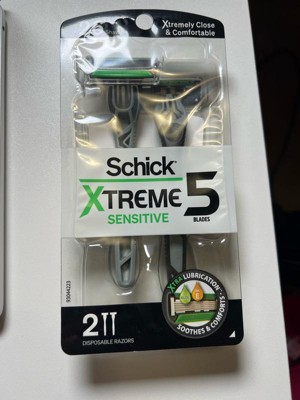 Xtremely Close
& Comfortable
Schick
XTREME 5
SENSITIVE
BLADES
XTRA LUBRICATION
SOOTHES & COMFORTS
2
DISPOSABLE RAZORS